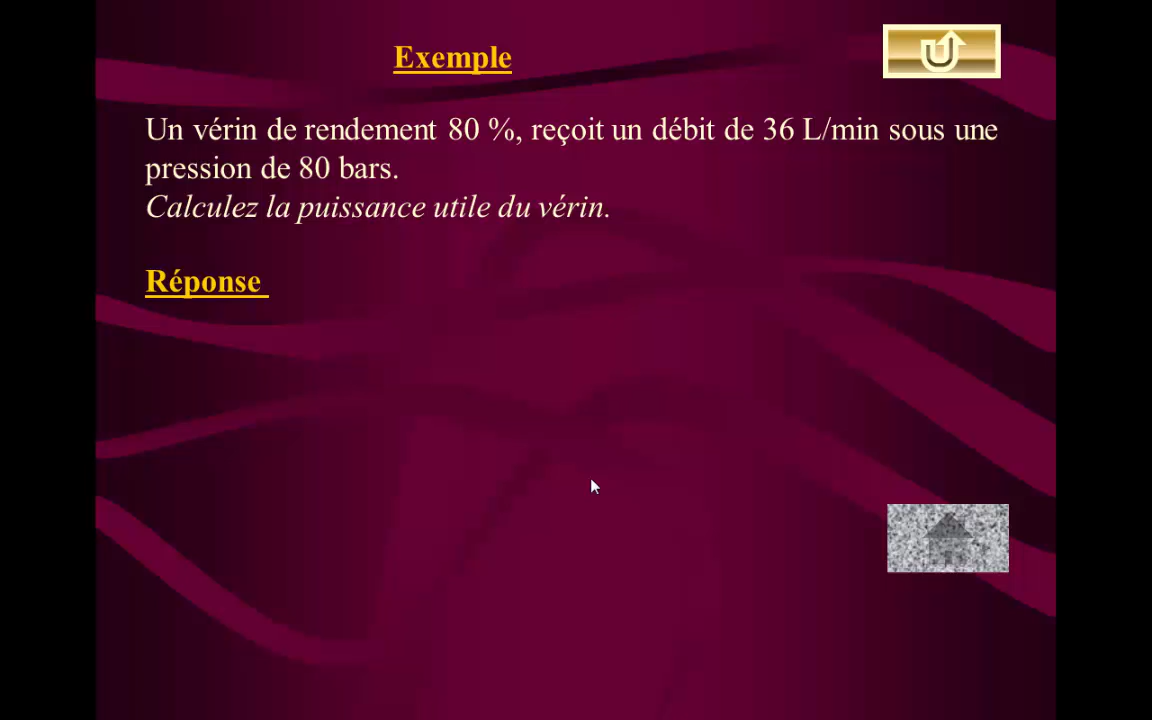 Exemple
Un vérin de rendement 80 %, reçoit un débit de 36 L/min sous une
pression de 80 bars.
Calculez la puissance utile du vérin.
Réponse